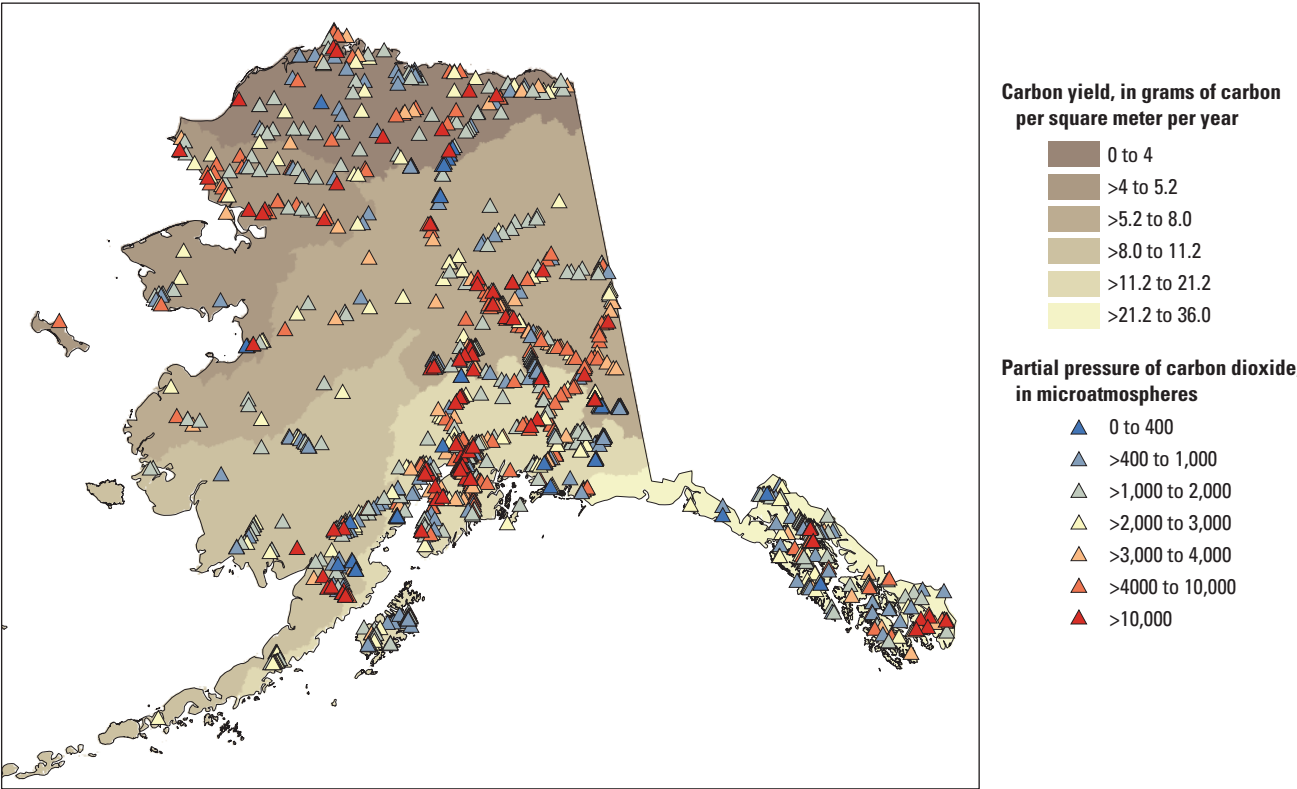 Carbon yield, in grams of carbon
per square meter per year
0 to 4
>4 to 5.2
>5.2 to 8.0
>8.0 to 11.2
>11.2 to 21.2
>21.2 to 36.0
Partial pressure of carbon dioxide
in microatmospheres
0 to 400
>400 to 1,000
>1,000 to 2,000
>2,000 to 3,000
>3,000 to 4,000
>4000 to 10,000
>10,000